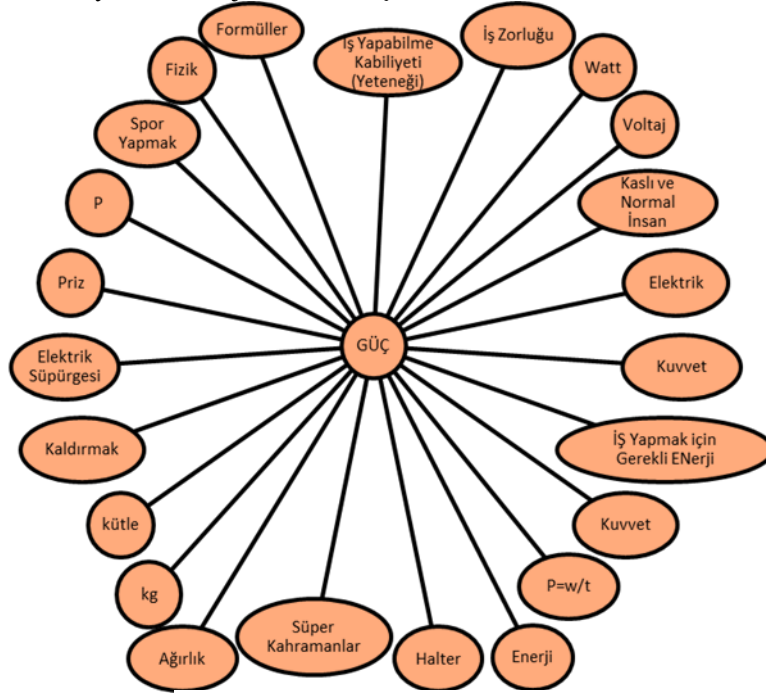 Formüller
İş Yapabilme
Kabiliyeti
(Yeteneği)
İş Zorluğu
Watt
Voltaj
Kaslı ve
Normal
İnsan
Elektrik
Kuvvet
İŞ Yapmak için
Gerekli ENerji
Kuvvet
P=w/t
Enerji
Halter
Süper
Kahramanlar
Ağırlık
kg
kütle
Kaldırmak
Elektrik
Süpürgesi
Priz
P
Spor
Yapmak
Fizik
GÜÇ